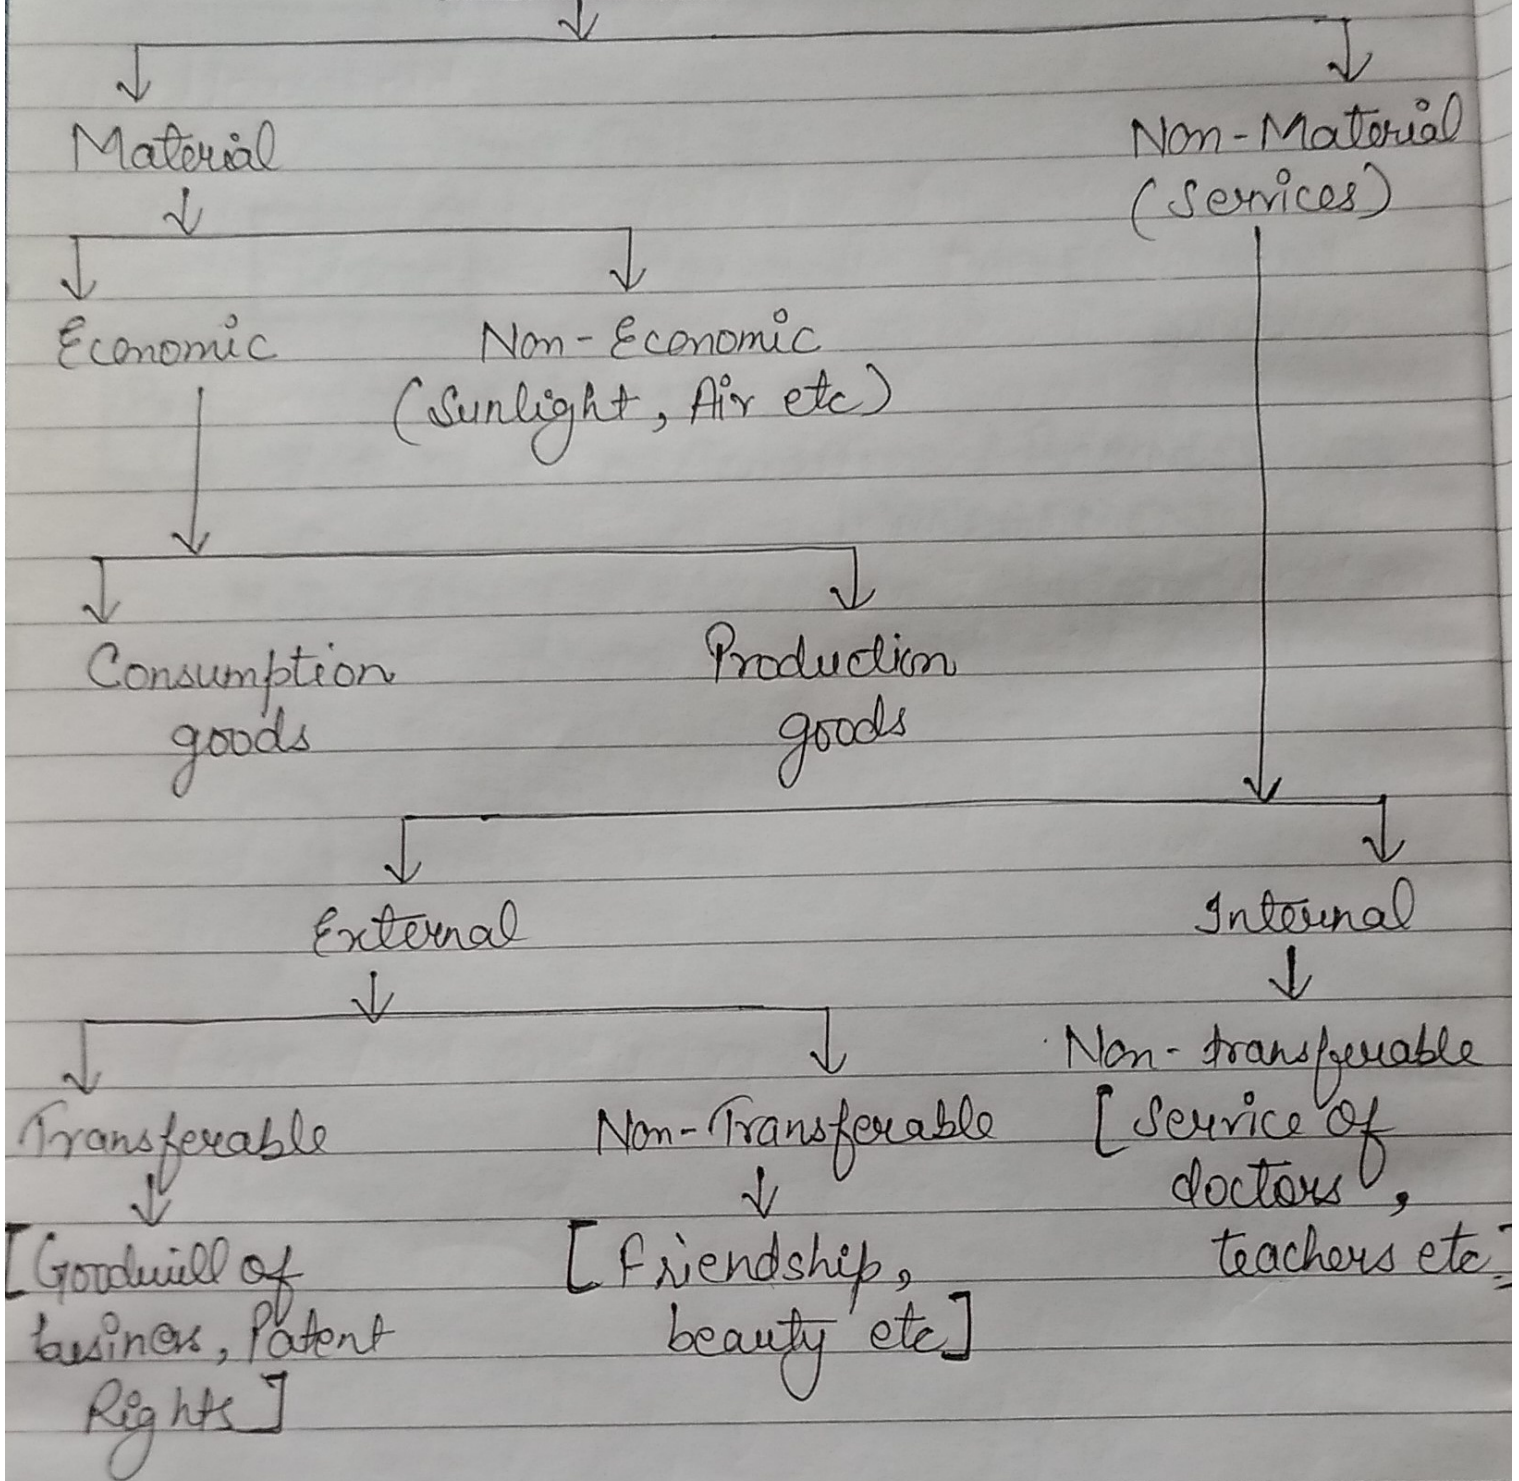 Material
Non-Material
(Services)
Economic
Non-Economic
(Sunlight, Air etc)
Consumption
goods
Production
goods
External
Internal
Transferable
Non-Transferable
Non-transferable
[Goodwill of
business, Patent
Rights]
[Friendship,
beauty etc]
[Service of
doctors,
teachers etc]